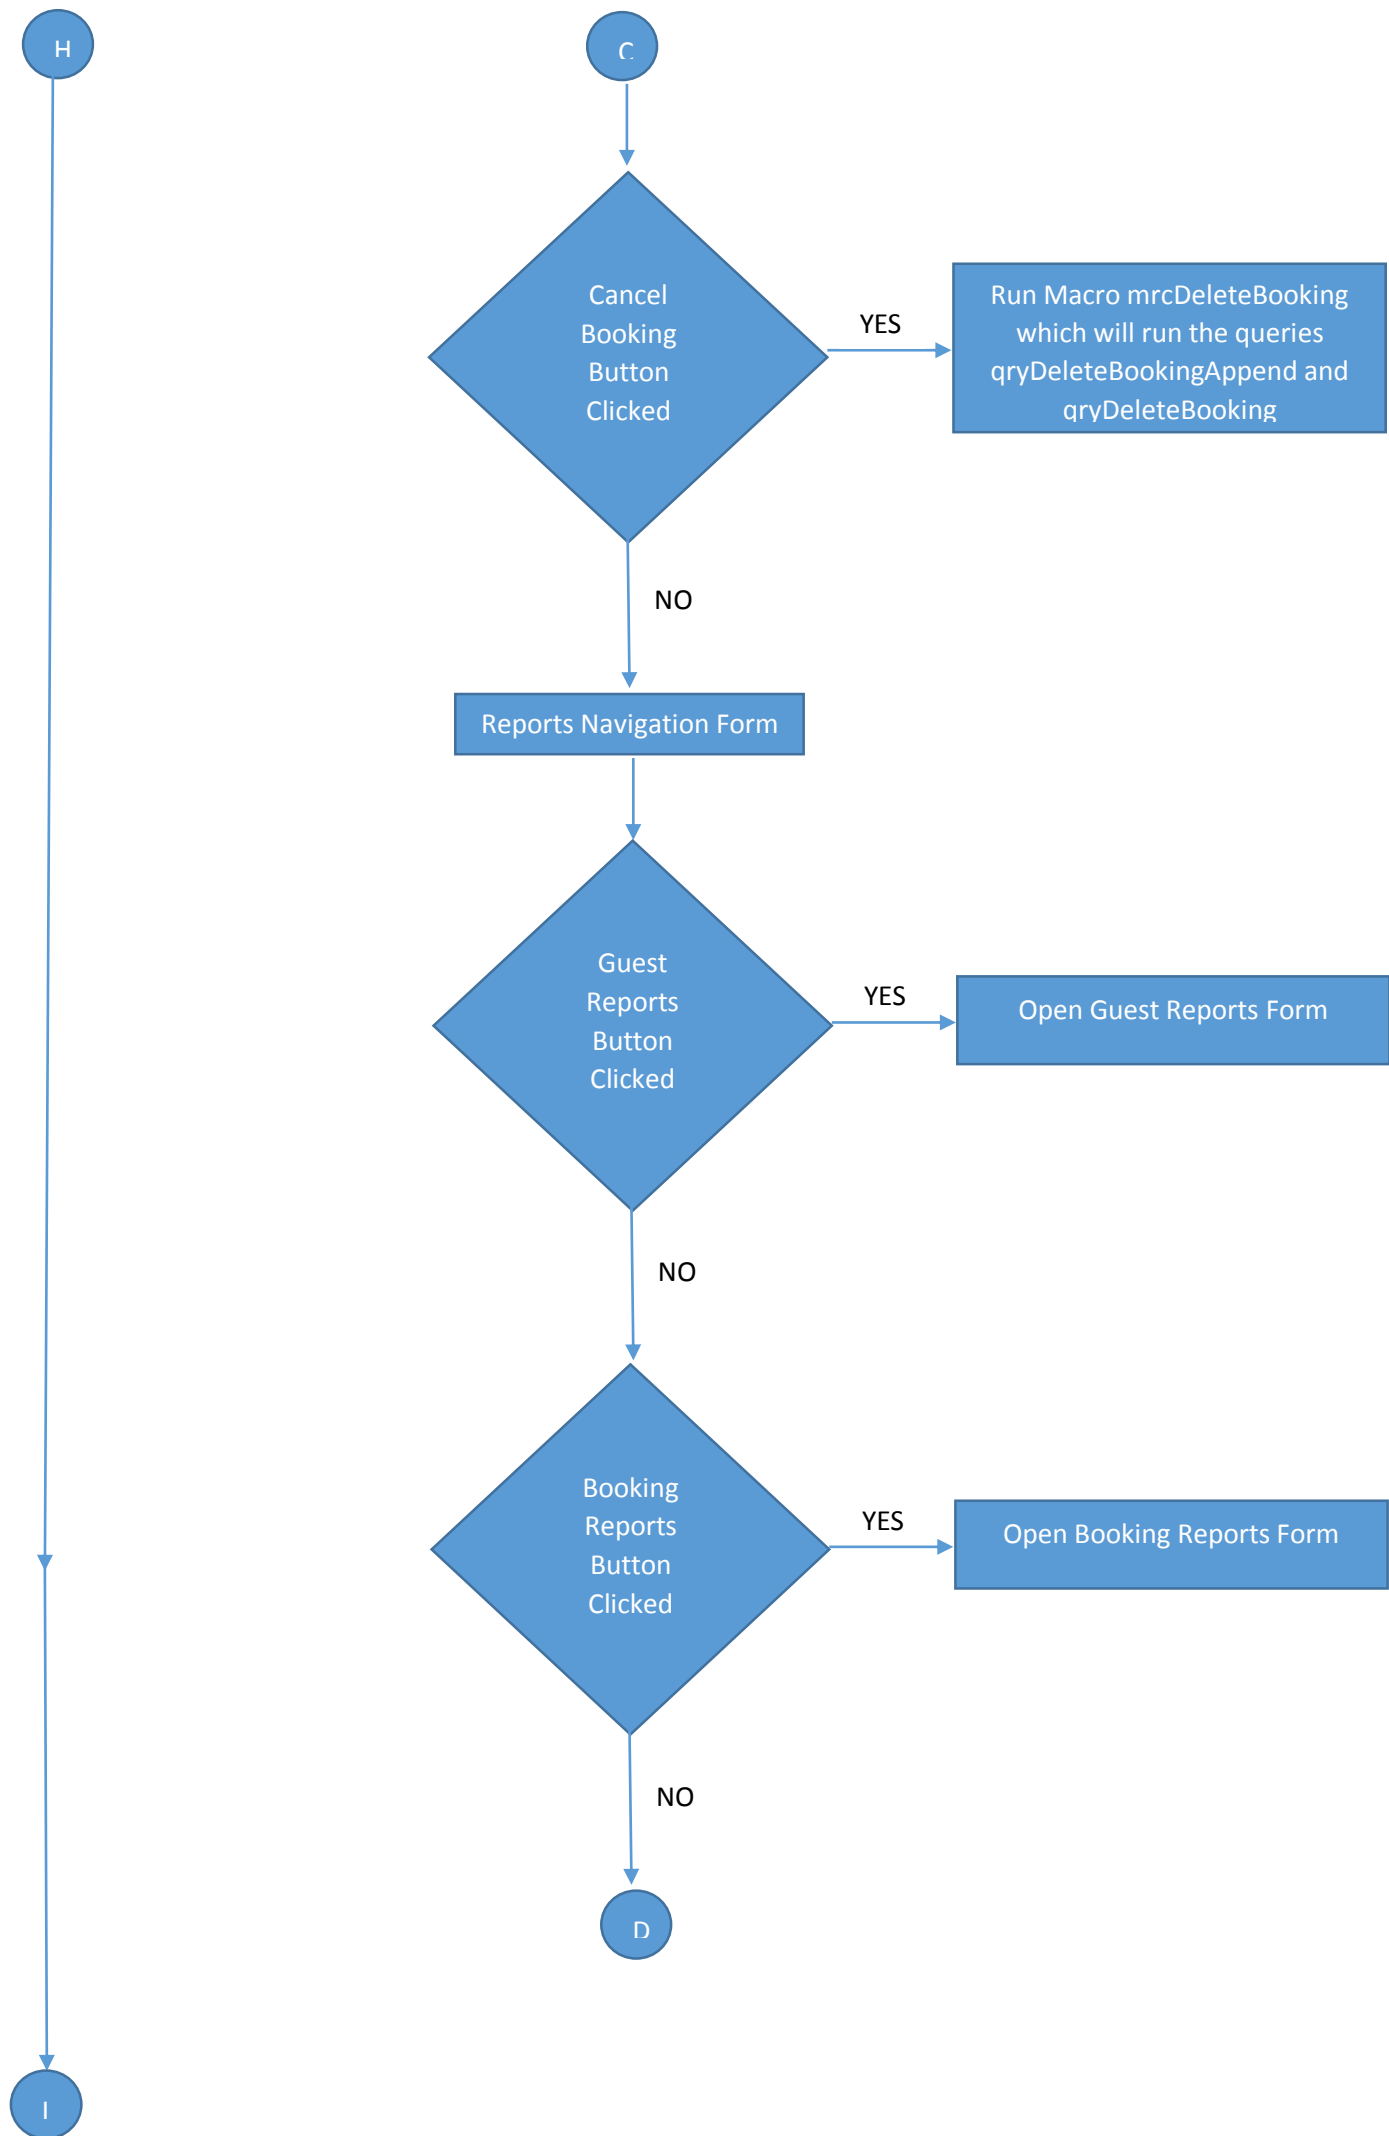 H
C
Cancel
Booking
Button
Clicked
YES
Run Macro mrcDeleteBooking
which will run the queries
qryDeleteBookingAppend and
qryDeleteBooking
NO
Reports Navigation Form
Guest
Reports
Button
Clicked
YES
Open Guest Reports Form
NO
Booking
Reports
Button
Clicked
YES
Open Booking Reports Form
NO
D
I